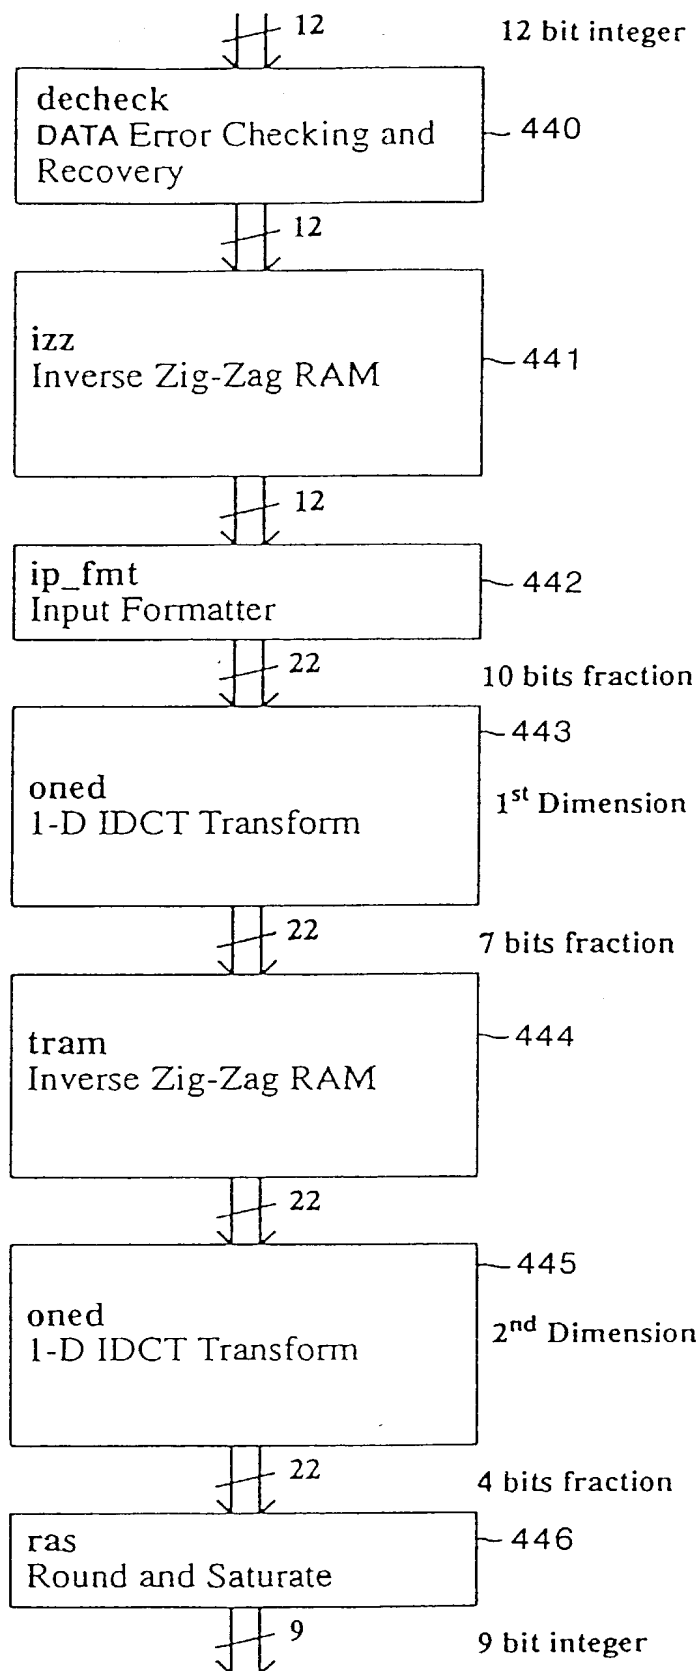 12
12 bit integer
decheck
DATA Error Checking and
Recovery
440
12
izz
Inverse Zig-Zag RAM
441
12
ip_fmt
Input Formatter
442
22
10 bits fraction
443
oned
1-D IDCT Transform
1st Dimension
22
7 bits fraction
tram
Inverse Zig-Zag RAM
444
22
445
oned
1-D IDCT Transform
2nd Dimension
22
4 bits fraction
ras
Round and Saturate
446
9
9 bit integer